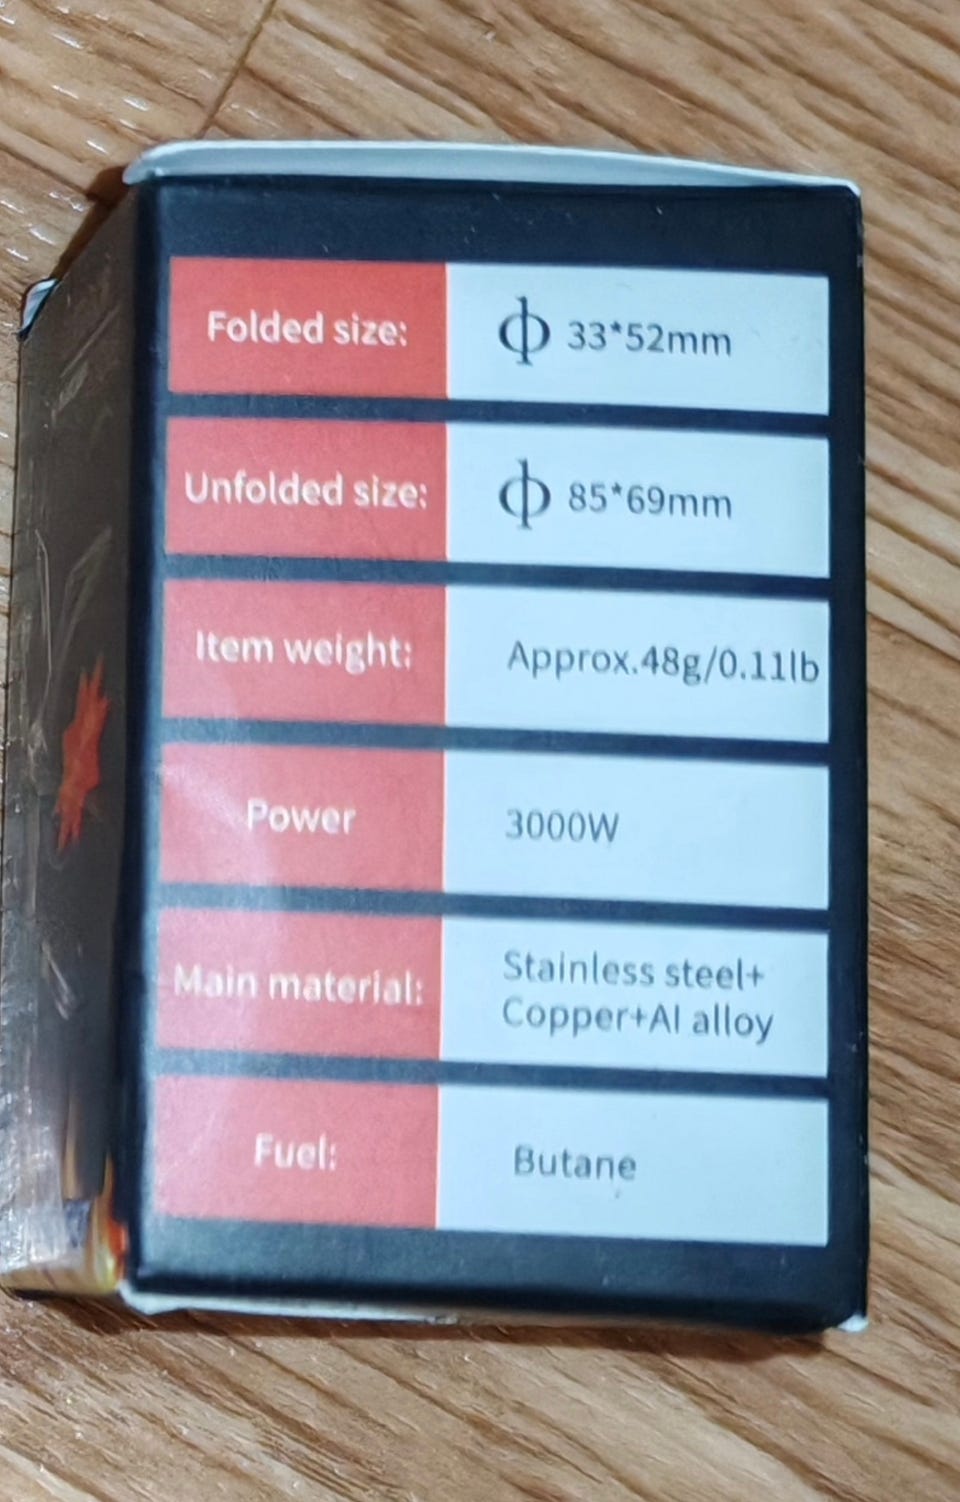 Folded size: ф 33*52mm
Unfolded size: ф 85*69mm
Item weight: Approx.48g/0.11lb
Power 3000W
Main material: Stainless steel+
Copper+Al alloy
Fuel: Butane